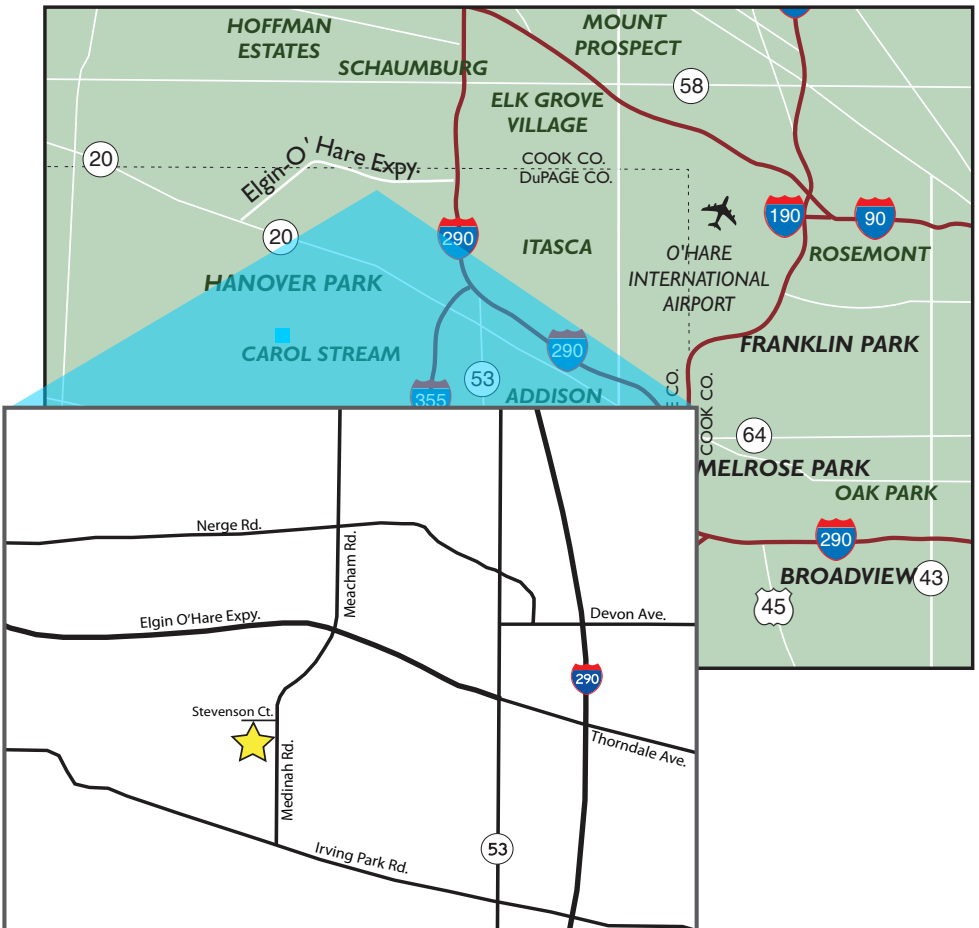 HOFFMAN
ESTATES
MOUNT
PROSPECT
SCHAUMBURG
58
ELK GROVE
VILLAGE
20
Elgin-O' Hare Expy.
COOK CO.
DuPAGE CO.
190
90
20
290
ITASCA
O'HARE
INTERNATIONAL
AIRPORT
ROSEMONT
HANOVER PARK
CAROL STREAM
290
FRANKLIN PARK
53
355
ADDISON
E CO.
COOK CO.
64
MELROSE PARK
OAK PARK
290
BROADVIEW
43
45
Nerge Rd.
Meacham Rd.
Elgin O'Hare Expy.
Devon Ave.
290
Stevenson Ct.
Medinah Rd.
Thorndale Ave.
Irving Park Rd.
53